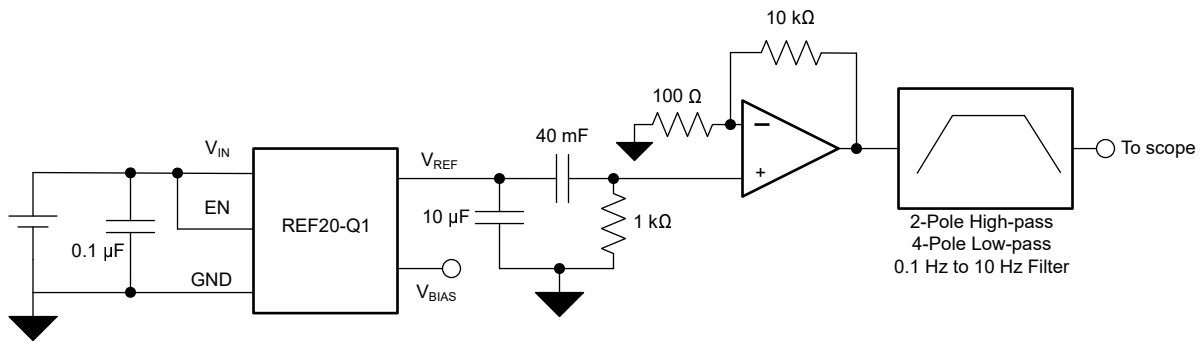 10 kΩ
100 Ω
40 mF
V_IN
V_REF
EN
REF20-Q1
10 µF
1 kΩ
0.1 µF
GND
V_BIAS
−
+
To scope
2-Pole High-pass
4-Pole Low-pass
0.1 Hz to 10 Hz Filter